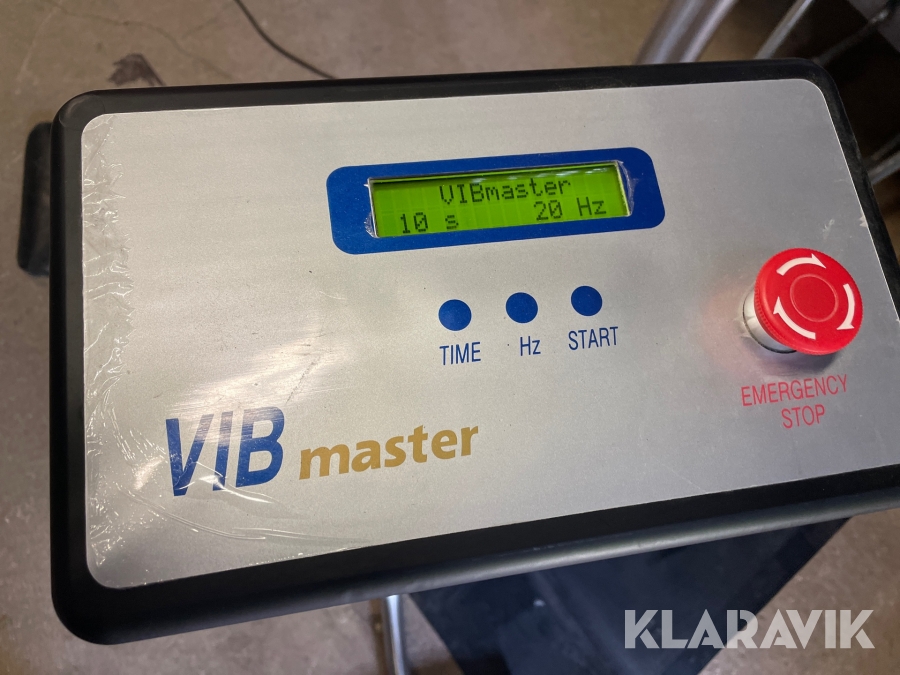 VIBmaster
10 s 20 Hz
TIME Hz START
EMERGENCY
STOP
VIB master
KLARAVIK